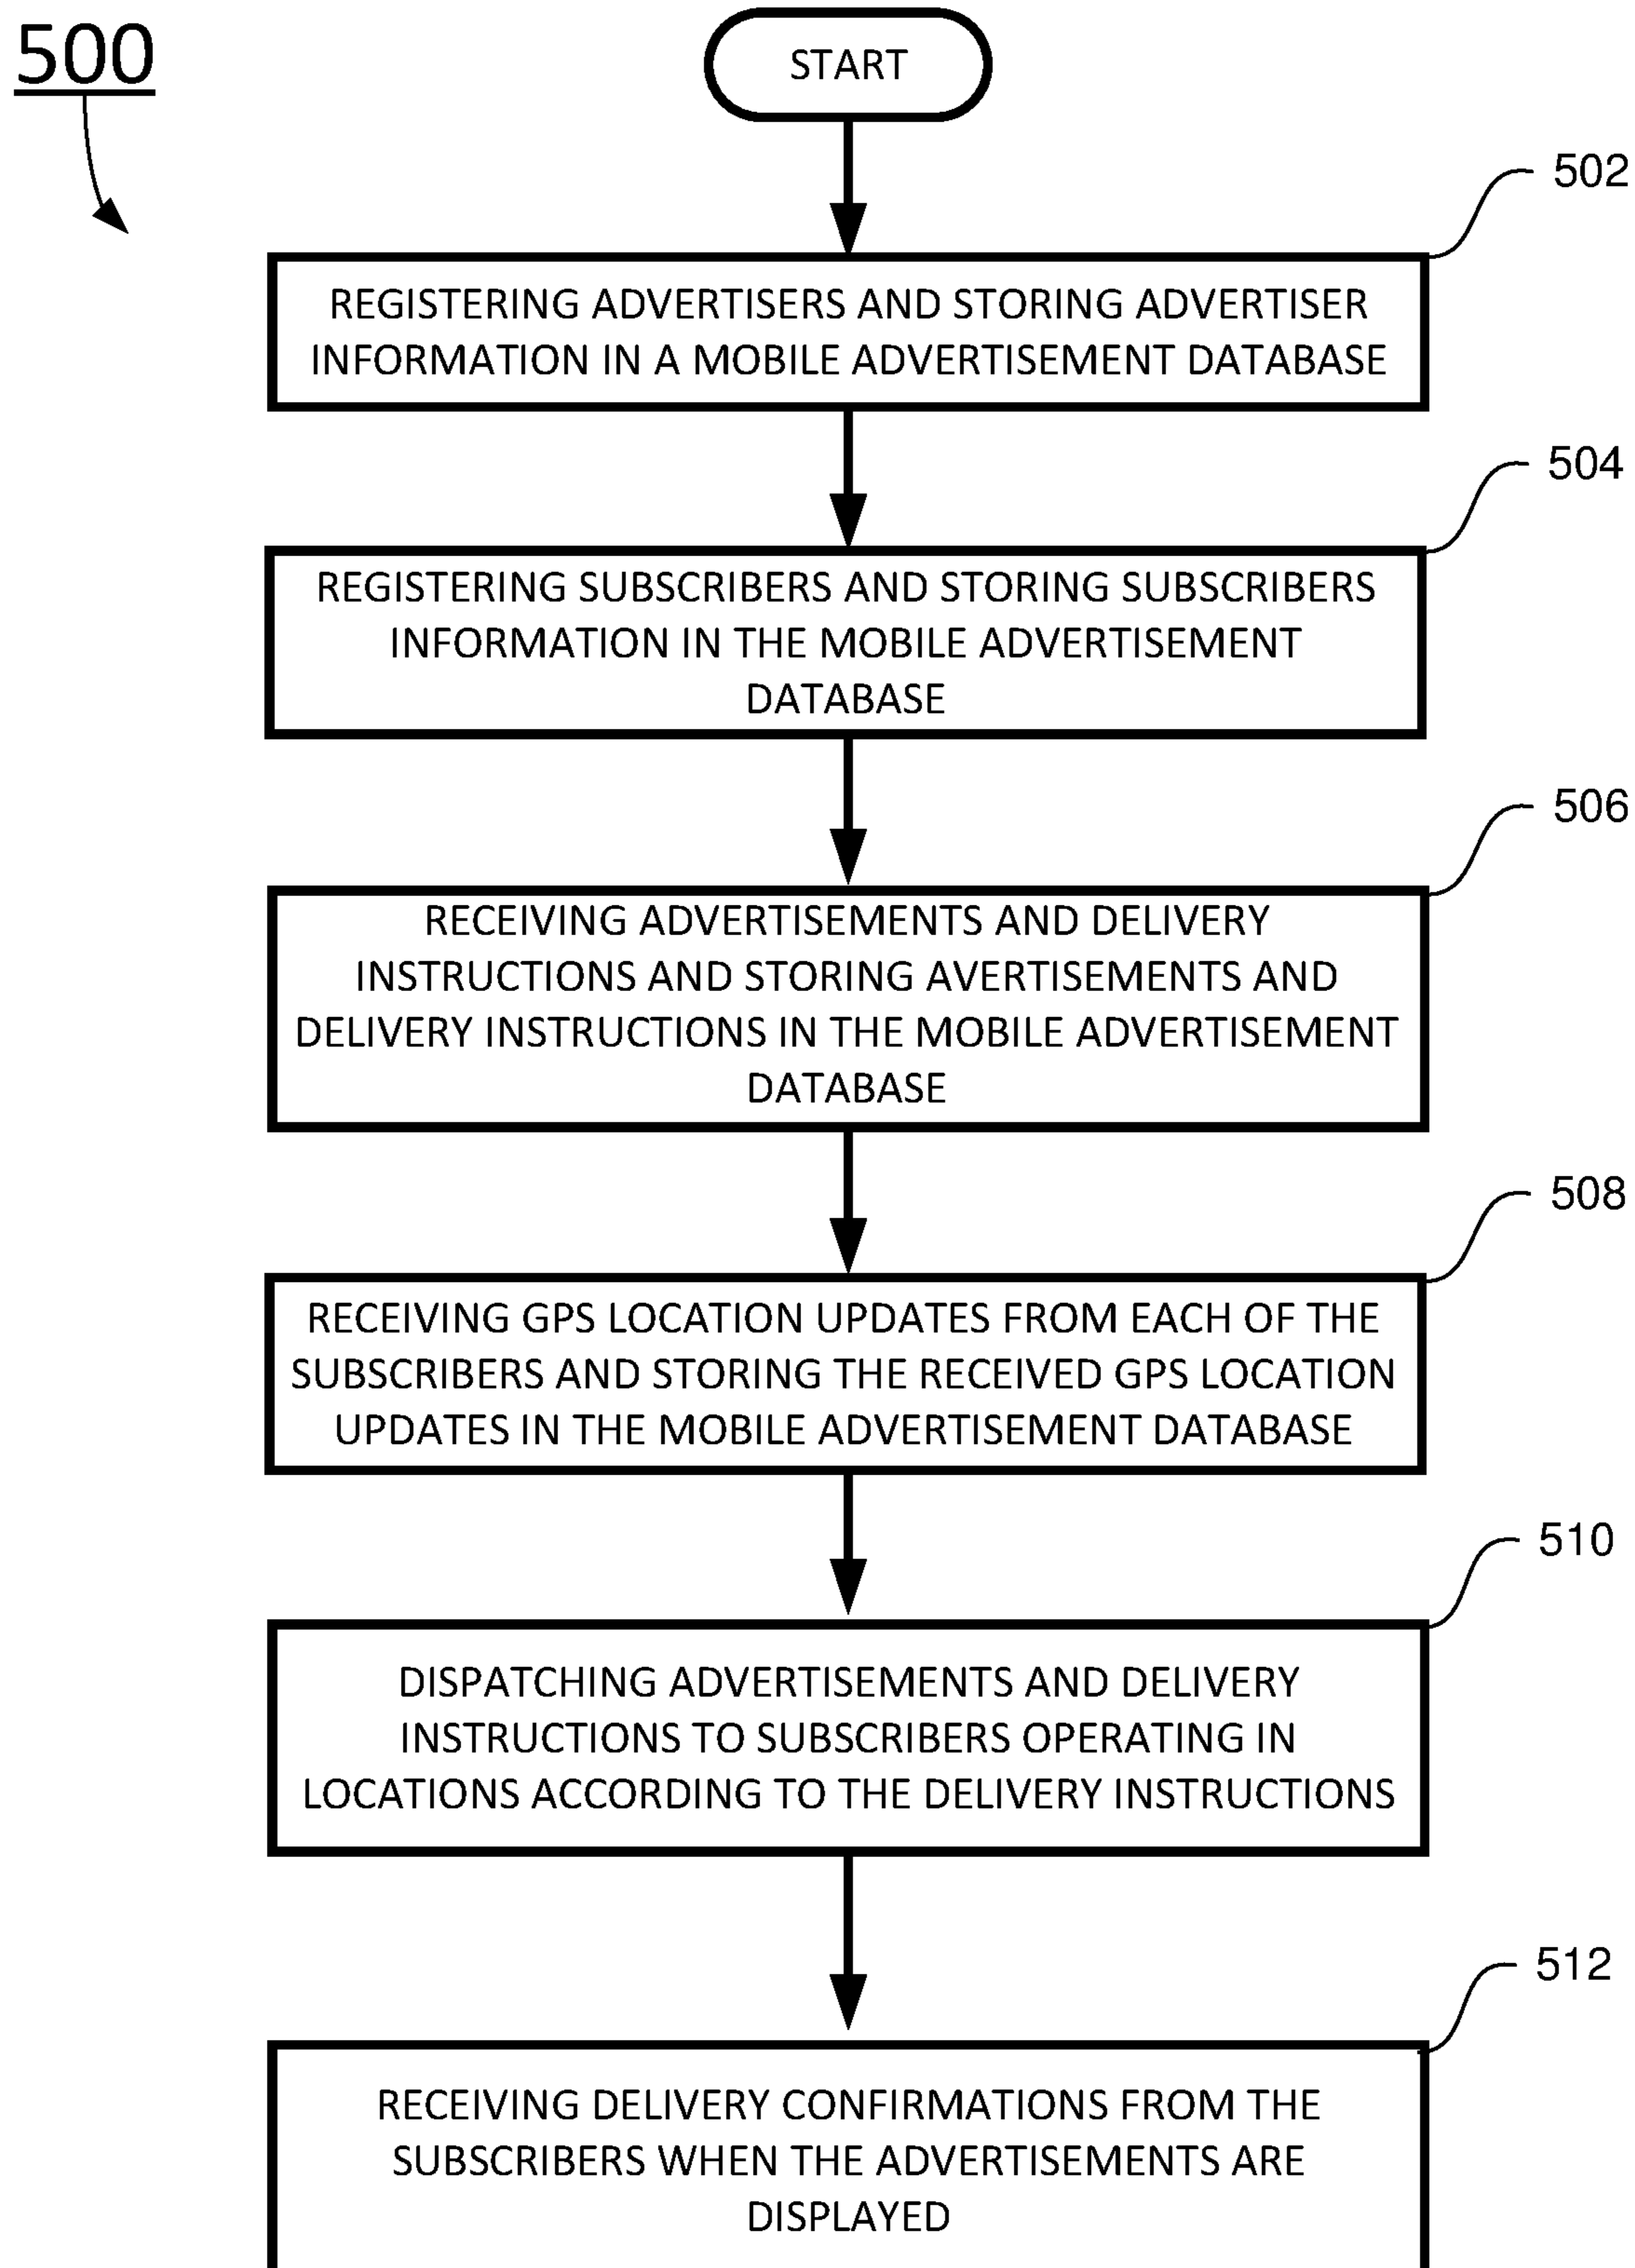 500
START
502
REGISTERING ADVERTISERS AND STORING ADVERTISER
INFORMATION IN A MOBILE ADVERTISEMENT DATABASE
504
REGISTERING SUBSCRIBERS AND STORING SUBSCRIBERS
INFORMATION IN THE MOBILE ADVERTISEMENT
DATABASE
506
RECEIVING ADVERTISEMENTS AND DELIVERY
INSTRUCTIONS AND STORING AVERTISEMENTS AND
DELIVERY INSTRUCTIONS IN THE MOBILE ADVERTISEMENT
DATABASE
508
RECEIVING GPS LOCATION UPDATES FROM EACH OF THE
SUBSCRIBERS AND STORING THE RECEIVED GPS LOCATION
UPDATES IN THE MOBILE ADVERTISEMENT DATABASE
510
DISPATCHING ADVERTISEMENTS AND DELIVERY
INSTRUCTIONS TO SUBSCRIBERS OPERATING IN
LOCATIONS ACCORDING TO THE DELIVERY INSTRUCTIONS
512
RECEIVING DELIVERY CONFIRMATIONS FROM THE
SUBSCRIBERS WHEN THE ADVERTISEMENTS ARE
DISPLAYED